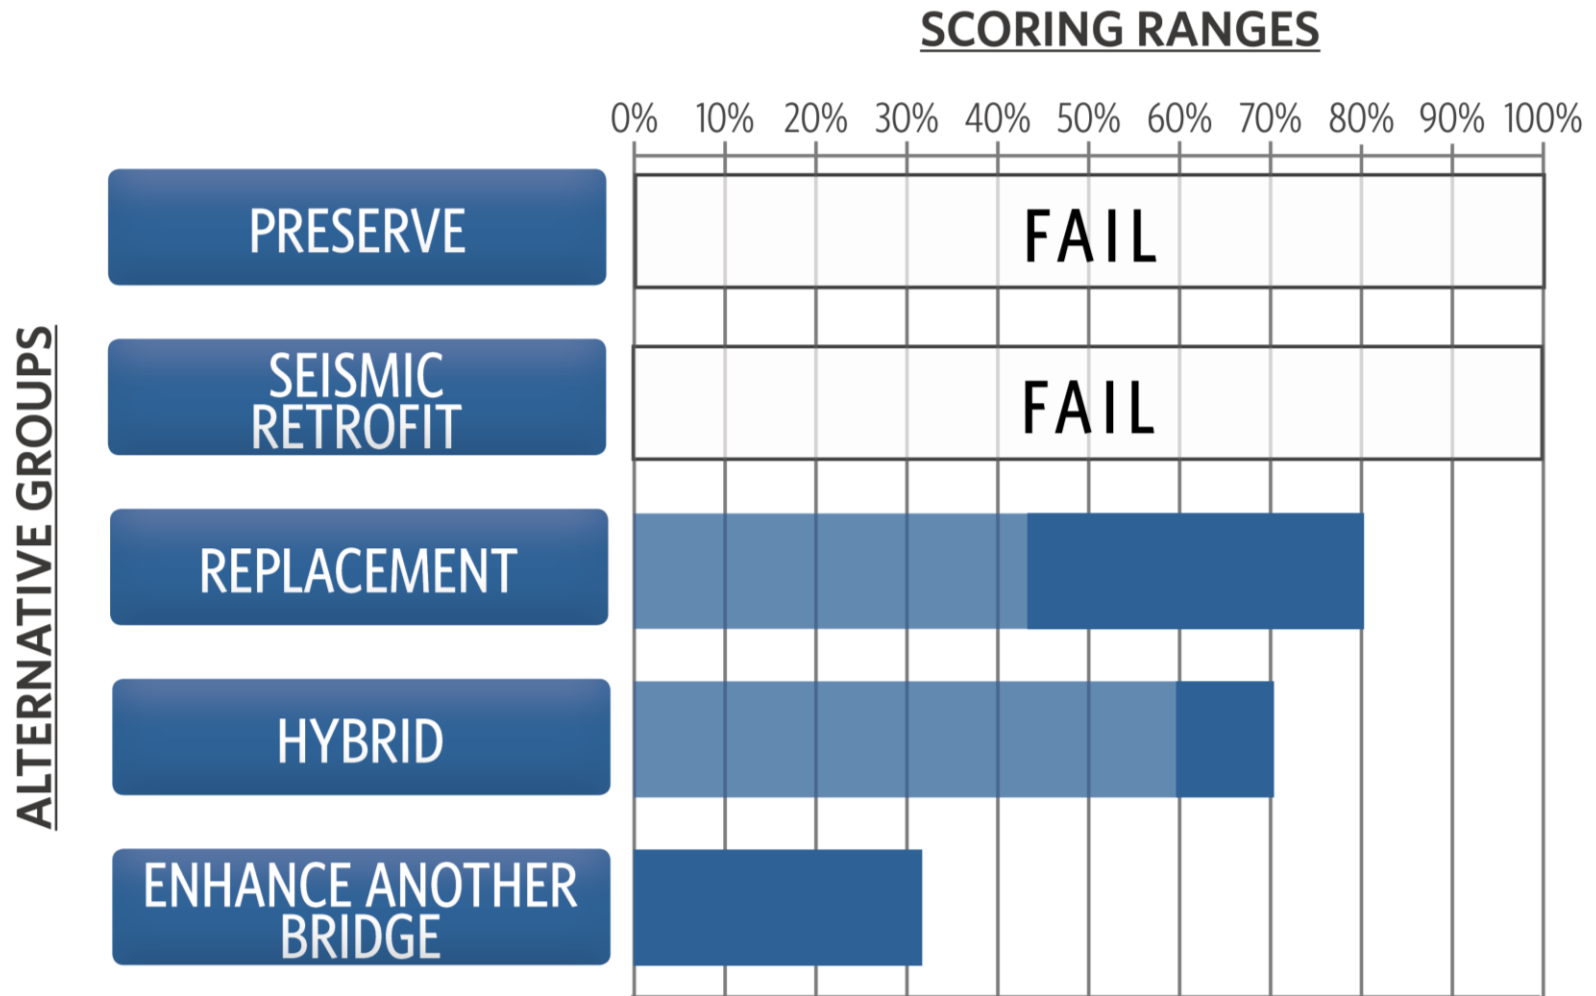 SCORING RANGES
0% 10% 20% 30% 40% 50% 60% 70% 80% 90% 100%
ALTERNATIVE GROUPS
PRESERVE
FAIL
SEISMIC
RETROFIT
FAIL
REPLACEMENT
HYBRID
ENHANCE ANOTHER
BRIDGE